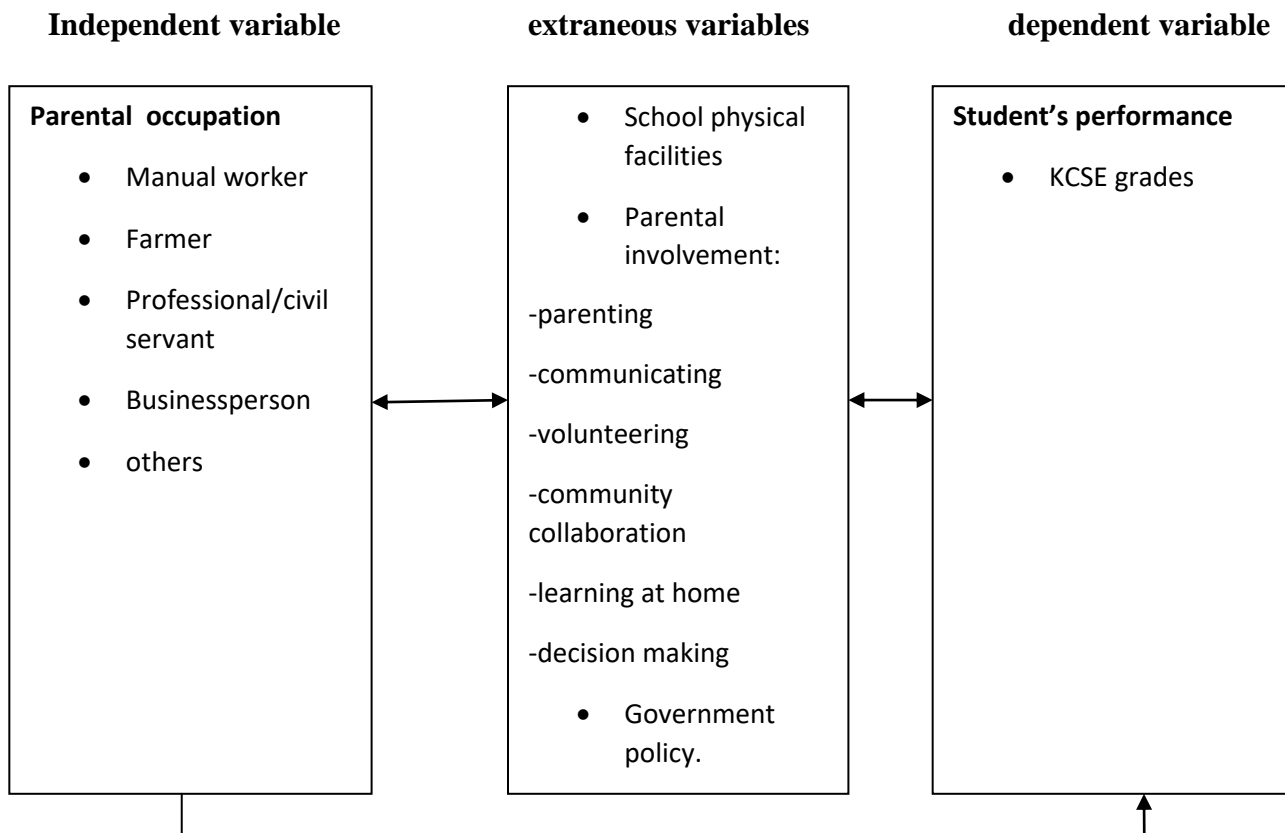 Independent variable
extraneous variables
dependent variable
Parental occupation
• Manual worker
• Farmer
• Professional/civil
servant
• Businessperson
• others
• School physical
facilities
• Parental
involvement:
-parenting
-communicating
-volunteering
-community
collaboration
-learning at home
-decision making
• Government
policy.
Student’s performance
• KCSE grades